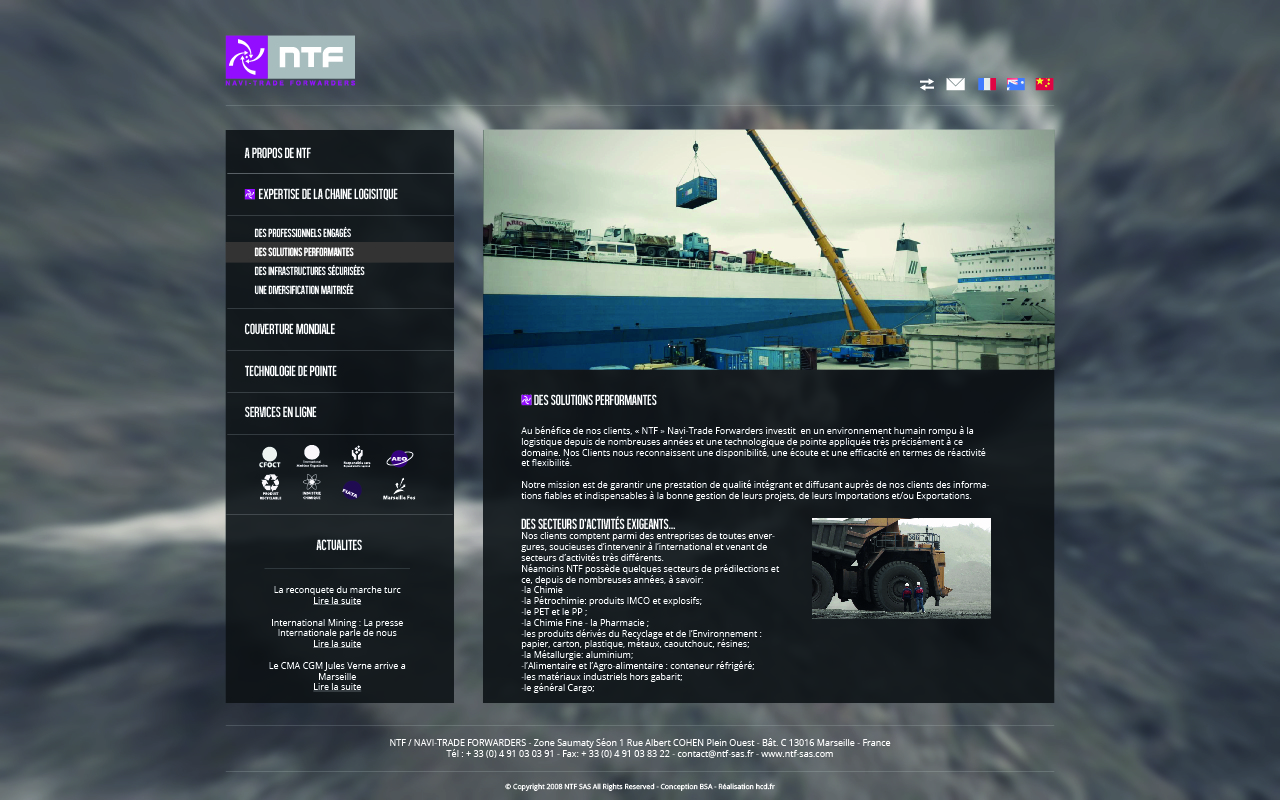 NTF
NAVI-TRADE FORWARDERS
A PROPOS DE NTF
EXPERTISE DE LA CHAINE LOGISITQUE
DES PROFESSIONNELS ENGAGÉS
DES SOLUTIONS PERFORMANTES
DES INFRASTRUCTURES SÉCURISÉES
UNE DIVERSIFICATION MAITRISÉE
COUVERTURE MONDIALE
TECHNOLOGIE DE POINTE
SERVICES EN LIGNE
CFOCT
International
Maritime Organization
Responsible care
AEO
PRODUIT
RECYCLABLE
INDUSTRIE
CHIMIQUE
FIATA
Marseille Fos
ACTUALITES
La reconquete du marche turc
Lire la suite
International Mining : La presse
Internationale parle de nous
Lire la suite
Le CMA CGM Jules Verne arrive a
Marseille
Lire la suite
DES SOLUTIONS PERFORMANTES
Au bénéfice de nos clients, « NTF » Navi-Trade Forwarders investit en un environnement humain rompu à la
logistique depuis de nombreuses années et une technologique de pointe appliquée très précisément à ce
domaine. Nos Clients nous reconnaissent une disponibilité, une écoute et une efficacité en termes de réactivité
et flexibilité.
Notre mission est de garantir une prestation de qualité intégrant et diffusant auprès de nos clients des informa-
tions fiables et indispensables à la bonne gestion de leurs projets, de leurs Importations et/ou Exportations.
DES SECTEURS D'ACTIVITÉS EXIGEANTS...
Nos clients comptent parmi des entreprises de toutes enver-
gures, soucieuses d'intervenir à l'international et venant de
secteurs d'activités très différents.
Néamoins NTF possède quelques secteurs de prédilections et
ce, depuis de nombreuses années, à savoir:
-la Chimie
-la Pétrochimie: produits IMCO et explosifs;
-le PET et le PP ;
-la Chimie Fine - la Pharmacie ;
-les produits dérivés du Recyclage et de l'Environnement :
papier, carton, plastique, métaux, caoutchouc, résines;
-la Métallurgie: aluminium;
-l'Alimentaire et l'Agro-alimentaire : conteneur réfrigéré;
-les matériaux industriels hors gabarit;
-le général Cargo;
NTF / NAVI-TRADE FORWARDERS - Zone Saumaty Séon 1 Rue Albert COHEN Plein Ouest - Bât. C 13016 Marseille - France
Tél : + 33 (0) 4 91 03 03 91 - Fax: + 33 (0) 4 91 03 83 22 - contact@ntf-sas.fr - www.ntf-sas.com
© Copyright 2008 NTF SAS All Rights Reserved - Conception BSA - Réalisation hcd.fr